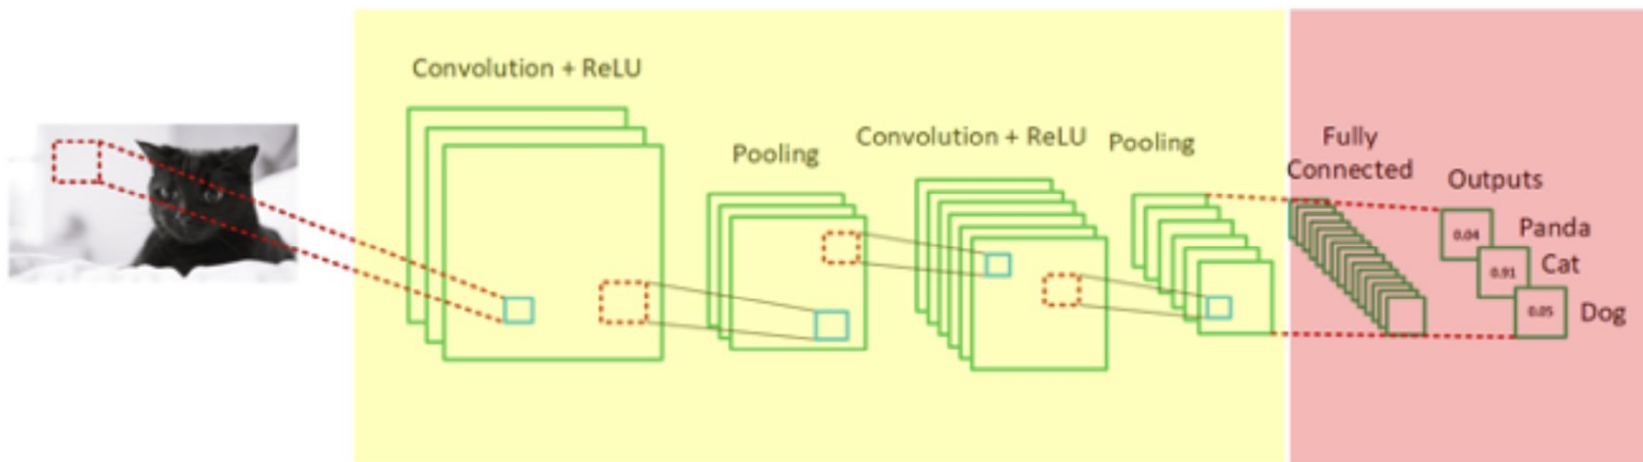 Convolution + ReLU
Pooling
Convolution + ReLU
Pooling
Fully
Connected
Outputs
0.04
Panda
0.91
Cat
0.05
Dog